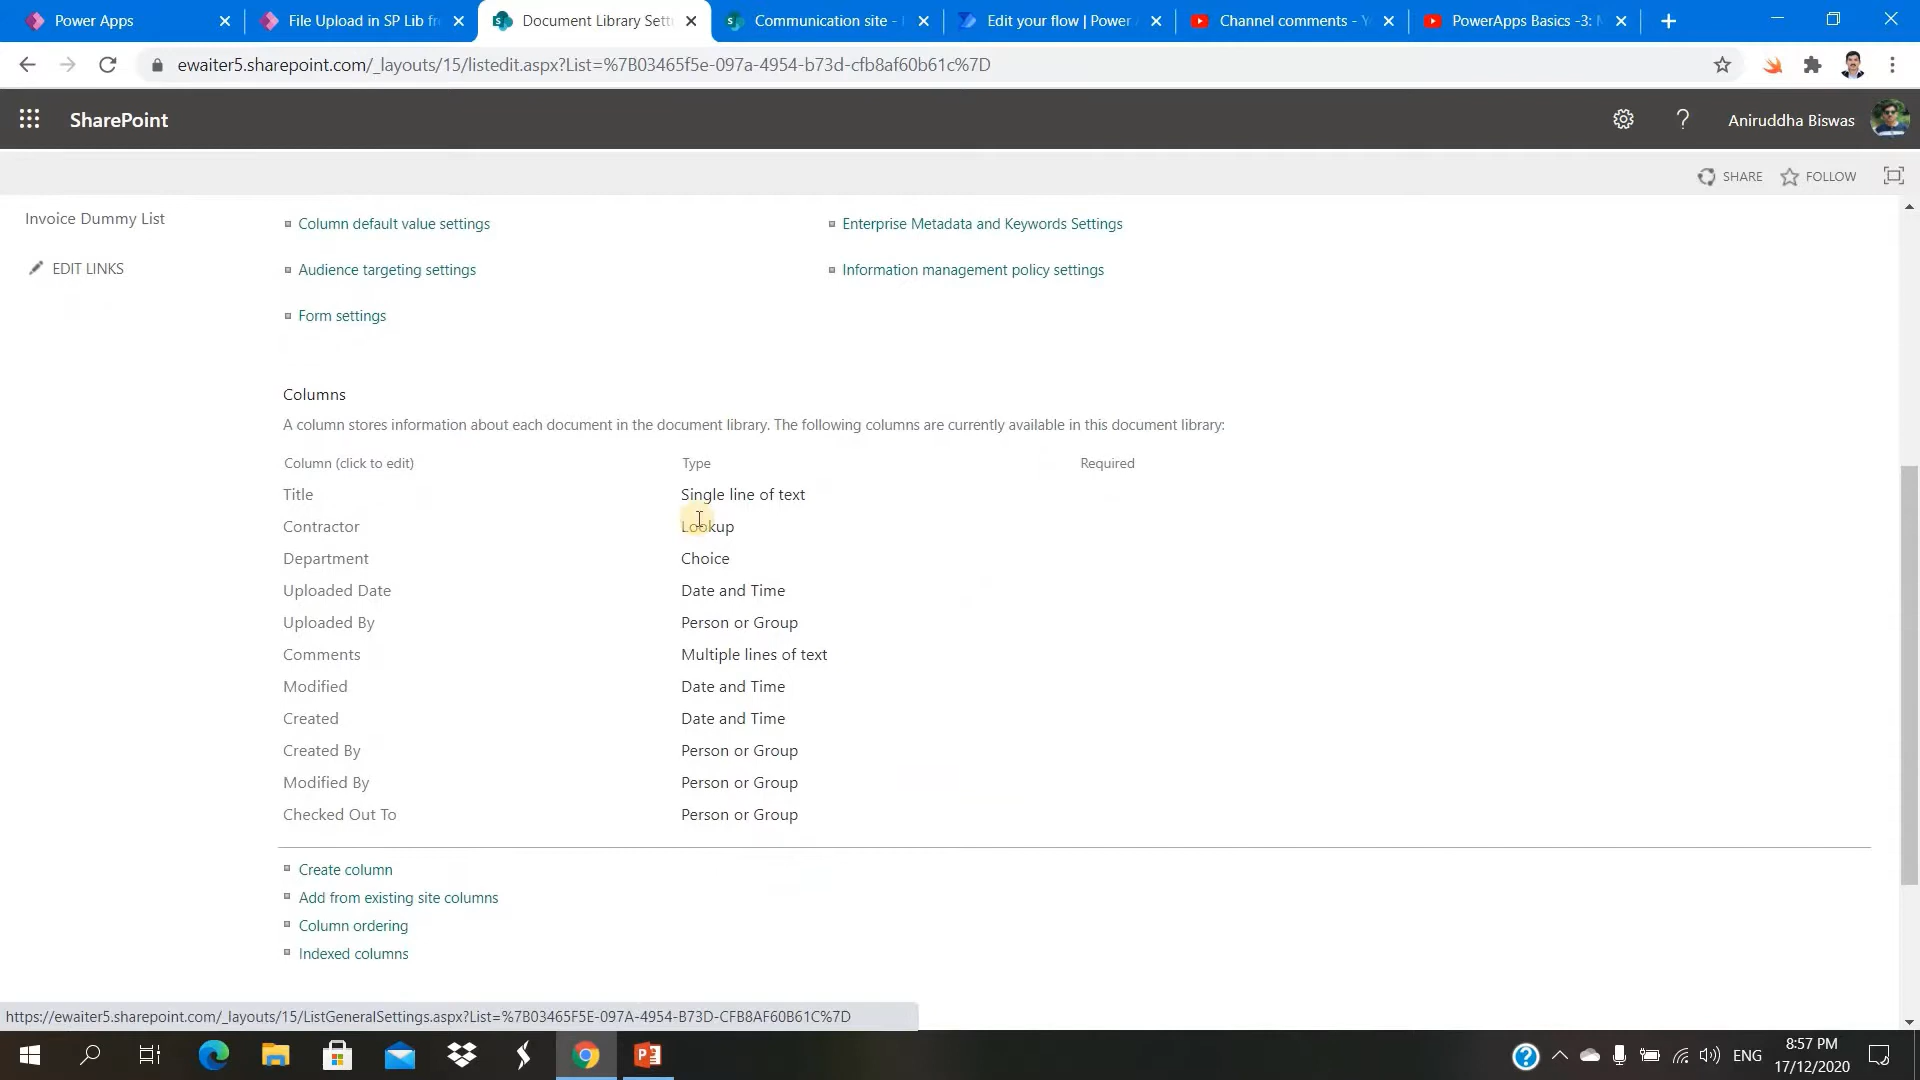 Power Apps
File Upload in SP Lib fr
Document Library Sett
Communication site -
Edit your flow | Power
Channel comments - Y
PowerApps Basics -3: M
ewaiter5.sharepoint.com/_layouts/15/listedit.aspx?List=%7B03465f5e-097a-4954-b73d-cfb8af60b61c%7D
SharePoint
Aniruddha Biswas
SHARE
FOLLOW
Invoice Dummy List
EDIT LINKS
Column default value settings
Enterprise Metadata and Keywords Settings
Audience targeting settings
Information management policy settings
Form settings
Columns
A column stores information about each document in the document library. The following columns are currently available in this document library:
Column (click to edit) Type Required
Title Single line of text
Contractor Lookup
Department Choice
Uploaded Date Date and Time
Uploaded By Person or Group
Comments Multiple lines of text
Modified Date and Time
Created Date and Time
Created By Person or Group
Modified By Person or Group
Checked Out To Person or Group
Create column
Add from existing site columns
Column ordering
Indexed columns
https://ewaiter5.sharepoint.com/_layouts/15/ListGeneralSettings.aspx?List=%7B03465F5E-097A-4954-B73D-CFB8AF60B61C%7D
ENG
8:57 PM
17/12/2020